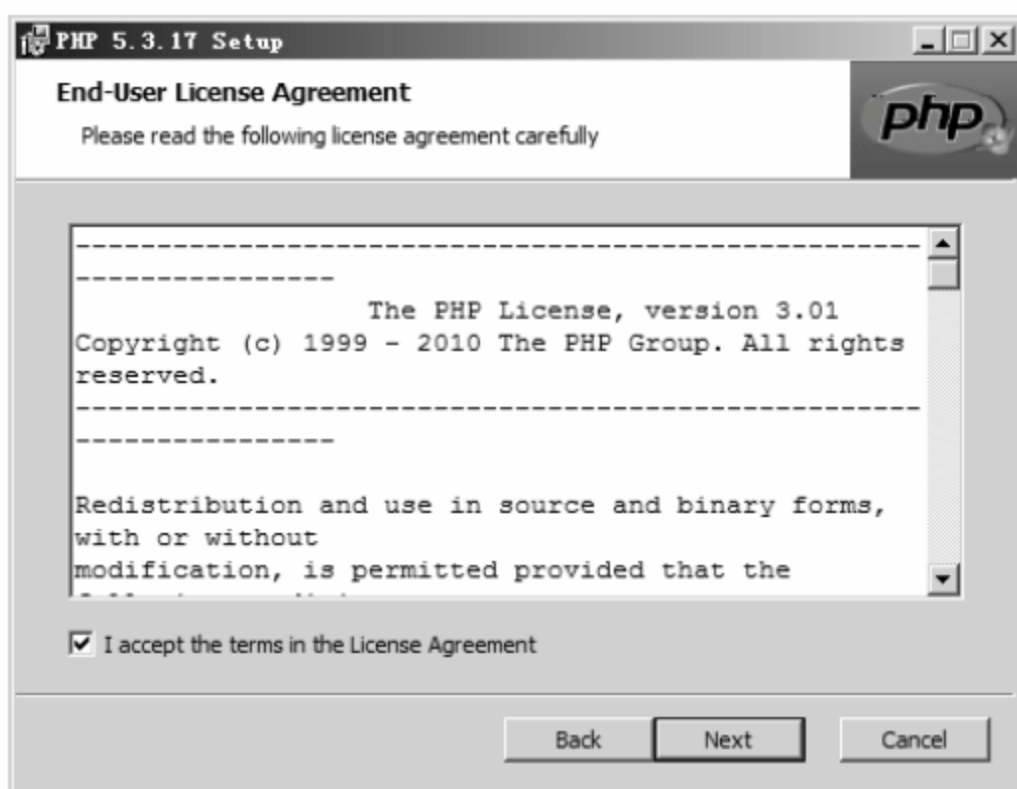 PHP 5.3.17 Setup
End-User License Agreement
Please read the following license agreement carefully
php
----------------------------------------------------
----------------
The PHP License, version 3.01
Copyright (c) 1999 - 2010 The PHP Group. All rights
reserved.
----------------------------------------------------
----------------
Redistribution and use in source and binary forms,
with or without
modification, is permitted provided that the
I accept the terms in the License Agreement
Back Next Cancel